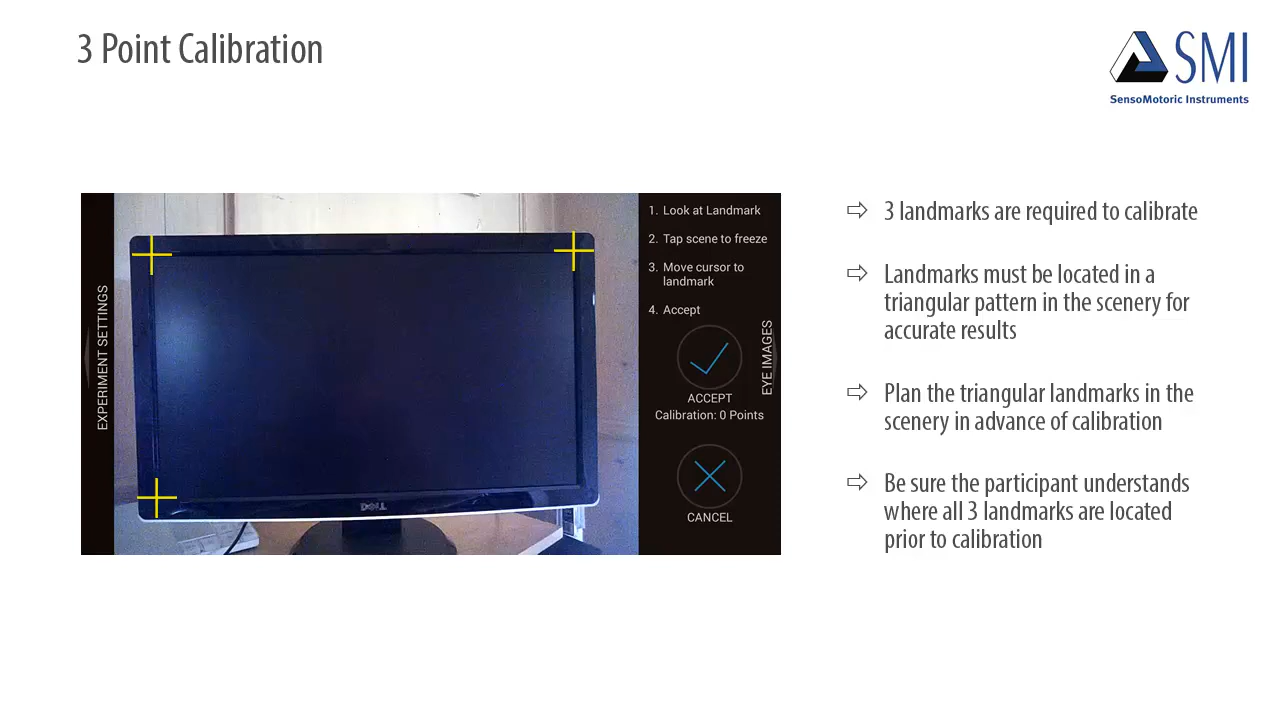 3 Point Calibration
SMI
SensoMotoric Instruments
EXPERIMENT SETTINGS
DELL
1. Look at Landmark
2. Tap scene to freeze
3. Move cursor to
landmark
4. Accept
EYE IMAGES
ACCEPT
Calibration: 0 Points
CANCEL
⇨ 3 landmarks are required to calibrate
⇨ Landmarks must be located in a
triangular pattern in the scenery for
accurate results
⇨ Plan the triangular landmarks in the
scenery in advance of calibration
⇨ Be sure the participant understands
where all 3 landmarks are located
prior to calibration